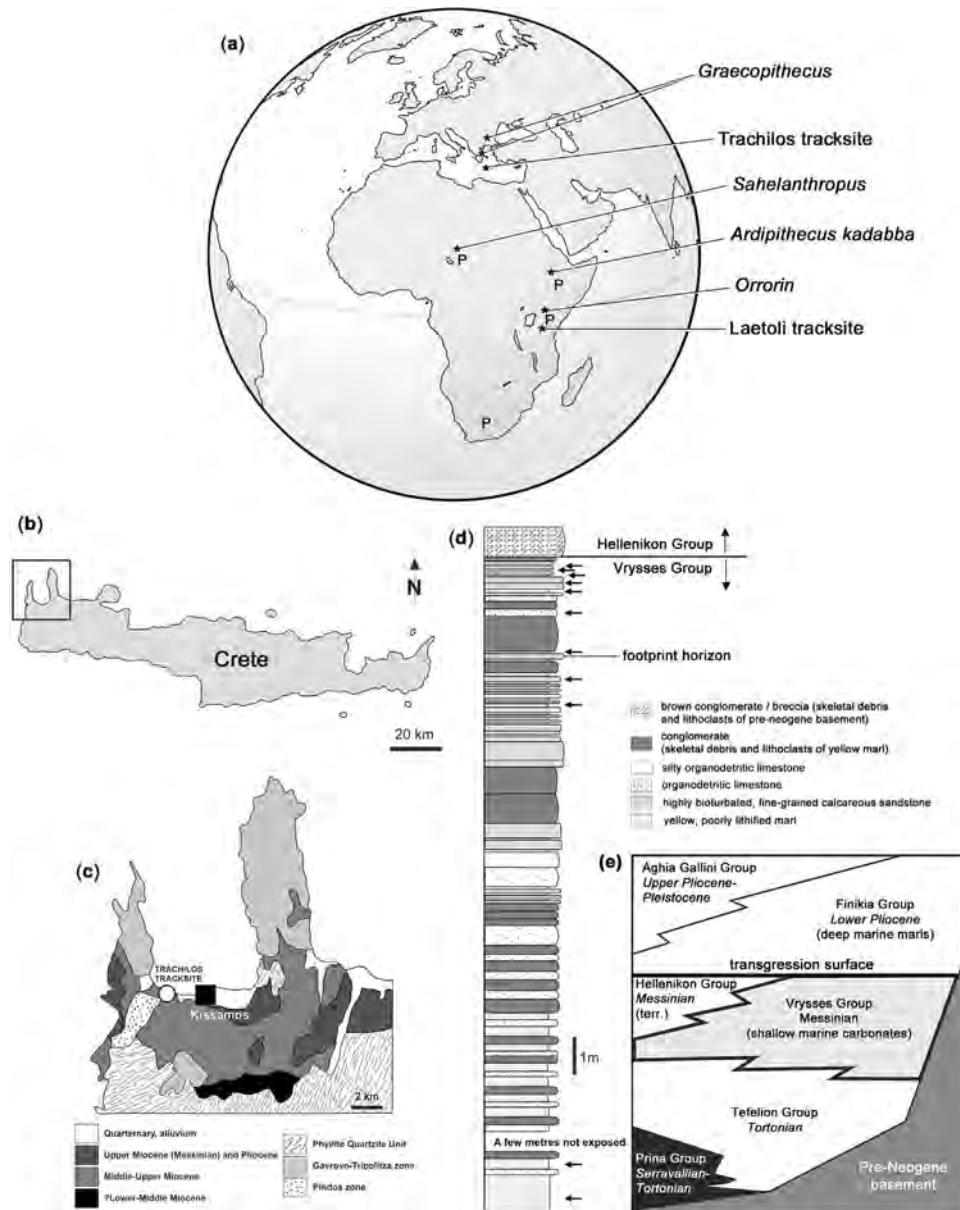 (a)
Graecopithecus
Trachilos tracksite
Sahelanthropus
P
Ardipithecus kadabba
P
Orrorin
P
Laetoli tracksite
P
(b)
N
Crete
20 km
(c)
TRACHILOS
TRACKSITE
Kissamos
2 km
Quarternary, alluvium
Upper Miocene (Messinian) and Pliocene
Middle-Upper Miocene
?Lower-Middle Miocene
Phyllite Quartzite Unit
Gavrovo-Tripolitza zone
Pindos zone
(d)
Hellenikon Group
Vrysses Group
footprint horizon
brown conglomerate / breccia (skeletal debris
and lithoclasts of pre-neogene basement)
conglomerate
(skeletal debris and lithoclasts of yellow marl)
silty organodetritic limestone
organodetritic limestone
highly bioturbated, fine-grained calcareous sandstone
yellow, poorly lithified marl
1m
A few metres not exposed
(e)
Aghia Gallini Group
Upper Pliocene-
Pleistocene
Finikia Group
Lower Pliocene
(deep marine marls)
transgression surface
Hellenikon Group
Messinian
(terr.)
Vrysses Group
Messinian
(shallow marine carbonates)
Tefelion Group
Tortonian
Prina Group
Serravallian-
Tortonian
Pre-Neogene
basement